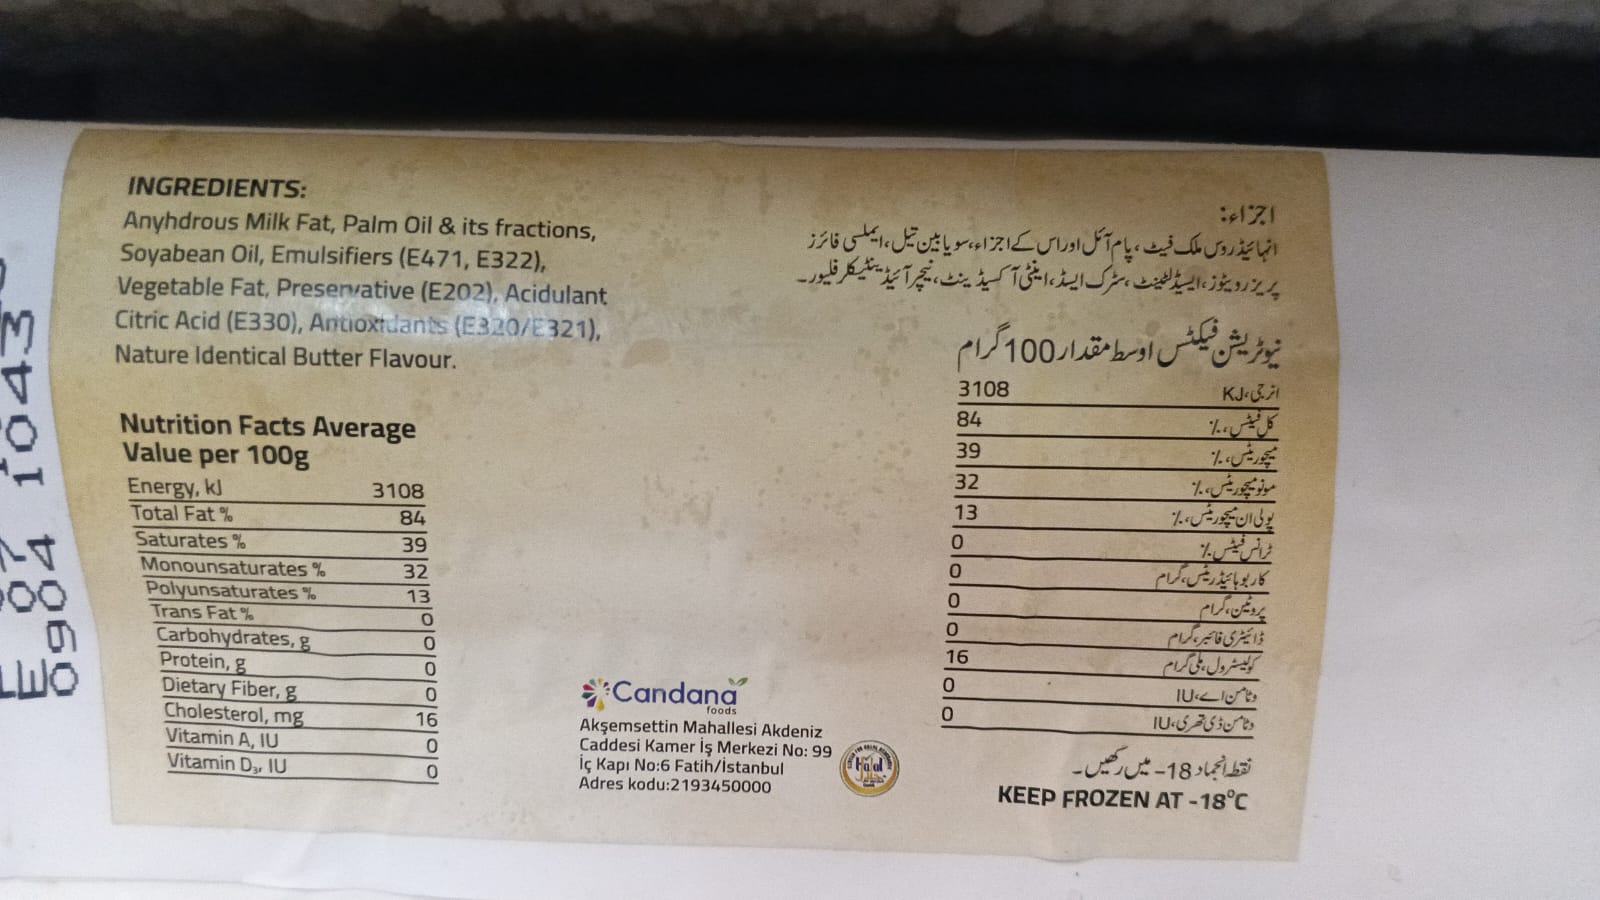 INGREDIENTS:
Anyhdrous Milk Fat, Palm Oil & its fractions,
Soyabean Oil, Emulsifiers (E471, E322),
Vegetable Fat, Preservative (E202), Acidulant
Citric Acid (E330), Antioxidants (E320/E321),
Nature Identical Butter Flavour.
Nutrition Facts Average
Value per 100g
Energy, kJ 3108
Total Fat % 84
Saturates % 39
Monounsaturates % 32
Polyunsaturates % 13
Trans Fat % 0
Carbohydrates, g 0
Protein, g 0
Dietary Fiber, g 0
Cholesterol, mg 16
Vitamin A, IU 0
Vitamin D₃, IU 0
Candana
foods
Akşemsettin Mahallesi Akdeniz
Caddesi Kamer İş Merkezi No: 99
İç Kapı No:6 Fatih/İstanbul
Adres kodu:2193450000
Halal
حلال
اجزاء:
انہائیڈروس ملک فیٹ، پام آئل اور اس کے اجزاء، سویا بین تیل، ایملسی فائرز
پریزرویٹوز، ایسڈلٹینٹ، سٹرک ایسڈ، اینٹی آکسیڈینٹ، نیچر آئیڈینٹیکل فلیور۔
نیوٹریشن فیکٹس اوسط مقدار 100 گرام
انرجی، KJ 3108
کل فیٹس، % 84
سیچوریٹس، % 39
مونو سیچوریٹس، % 32
پولی ان سیچوریٹس، % 13
ٹرانس فیٹس % 0
کاربوہائیڈریٹس، گرام 0
پروٹین، گرام 0
ڈائیٹری فائبر، گرام 0
کولیسٹرول، ملی گرام 16
وٹامن اے، IU 0
وٹامن ڈی تھری، IU 0
نقطہ انجماد 18- میں رکھیں۔
KEEP FROZEN AT -18°C
0904 1043